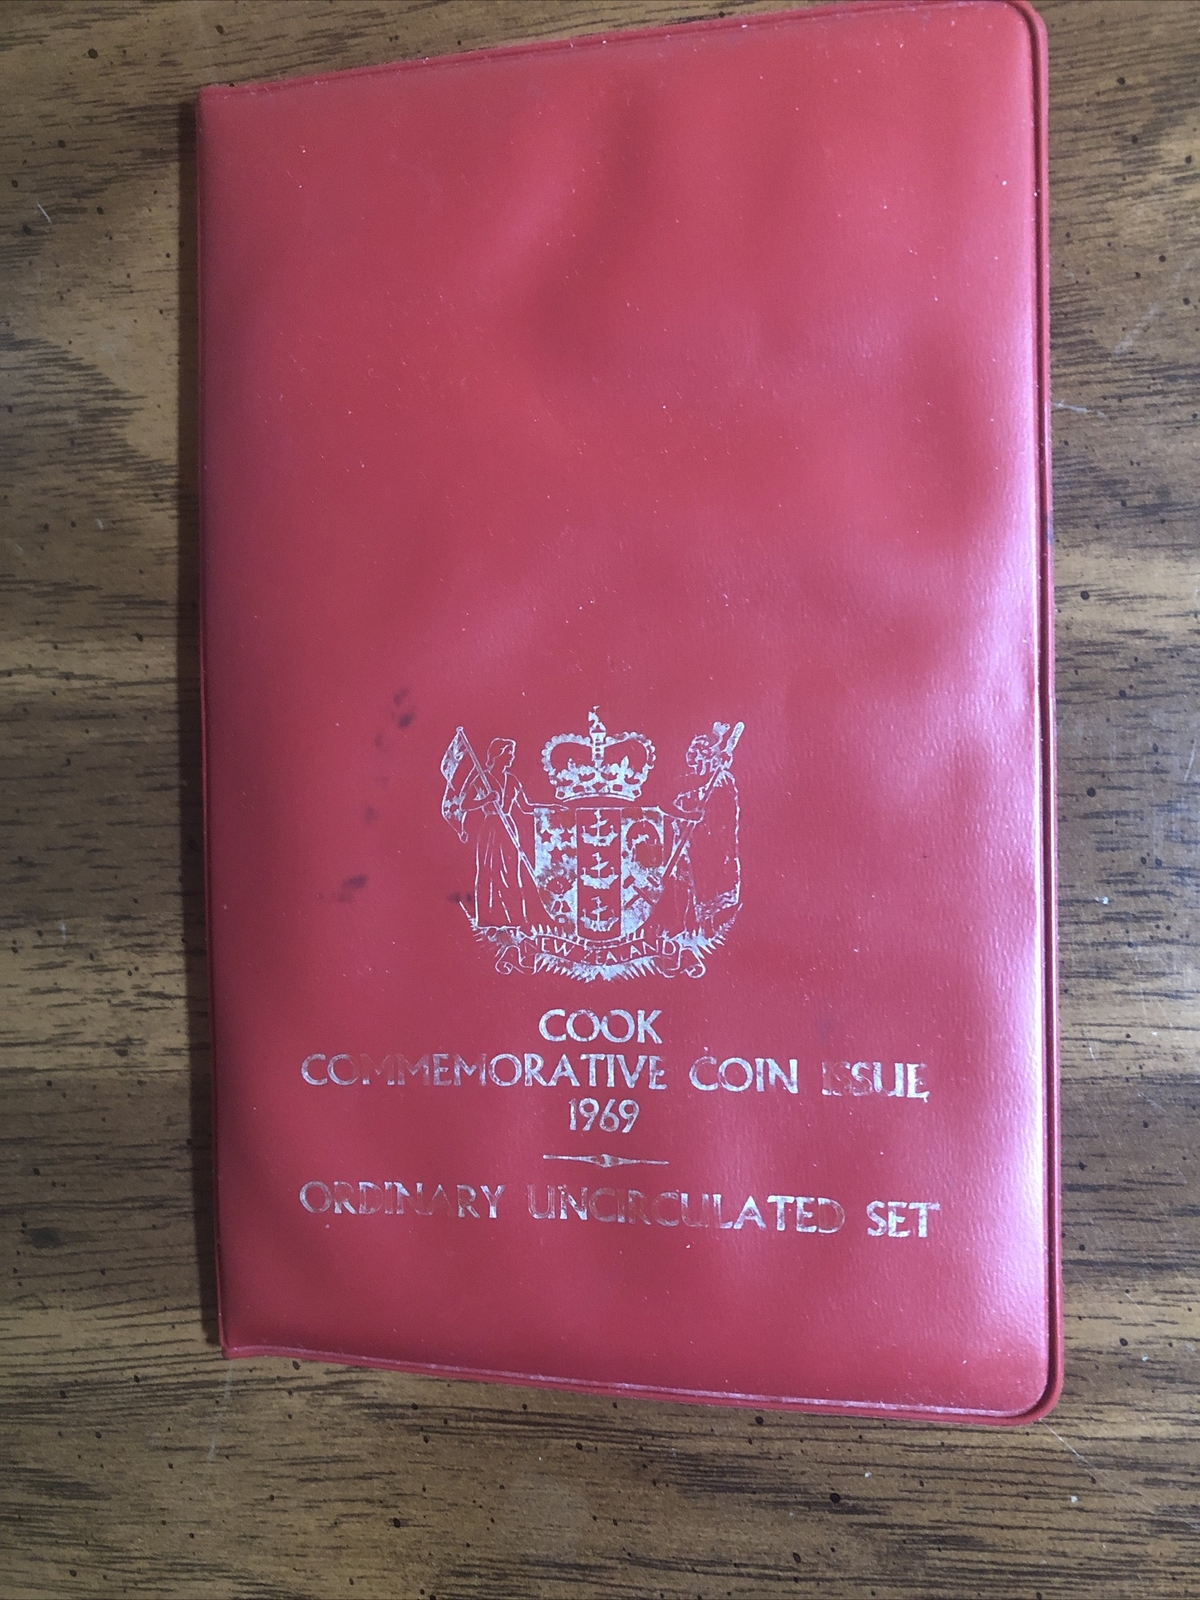 NEW ZEALAND
COOK
COMMEMORATIVE COIN ISSUE
1969
ORDINARY UNCIRCULATED SET